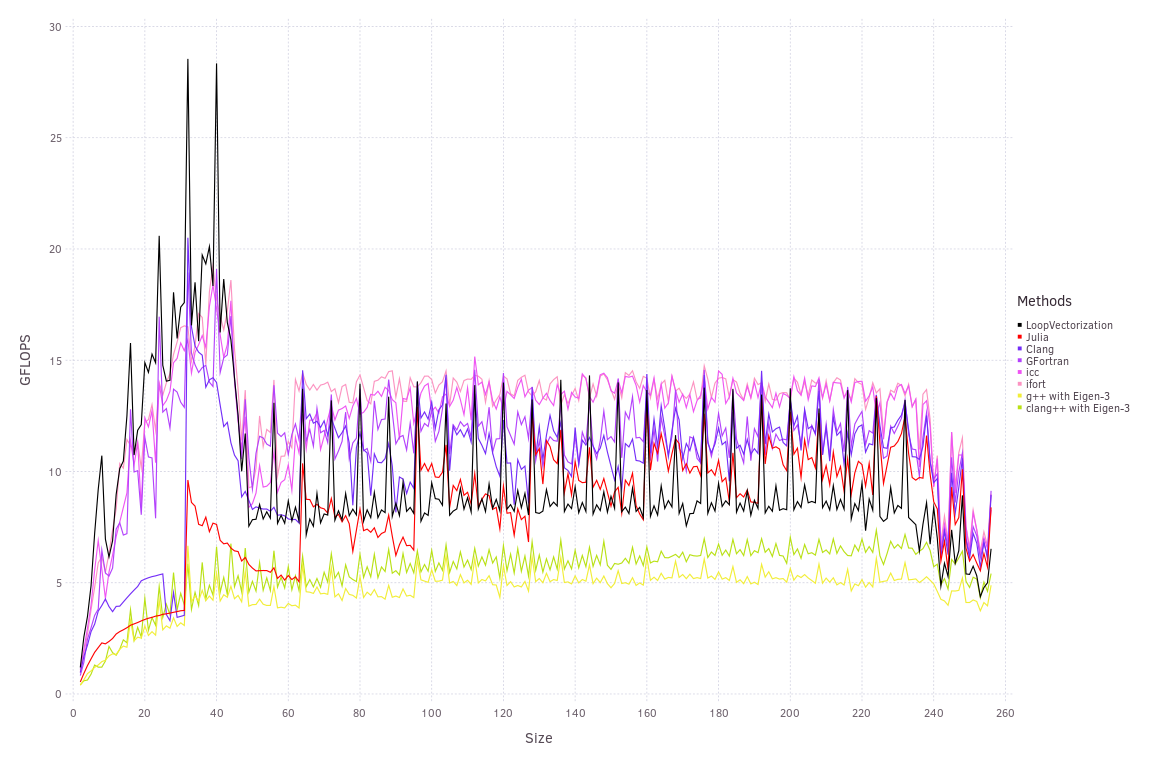 30
25
20
15
10
5
0
GFLOPS
0 20 40 60 80 100 120 140 160 180 200 220 240 260
Size
Methods
LoopVectorization
Julia
Clang
GFortran
icc
ifort
g++ with Eigen-3
clang++ with Eigen-3